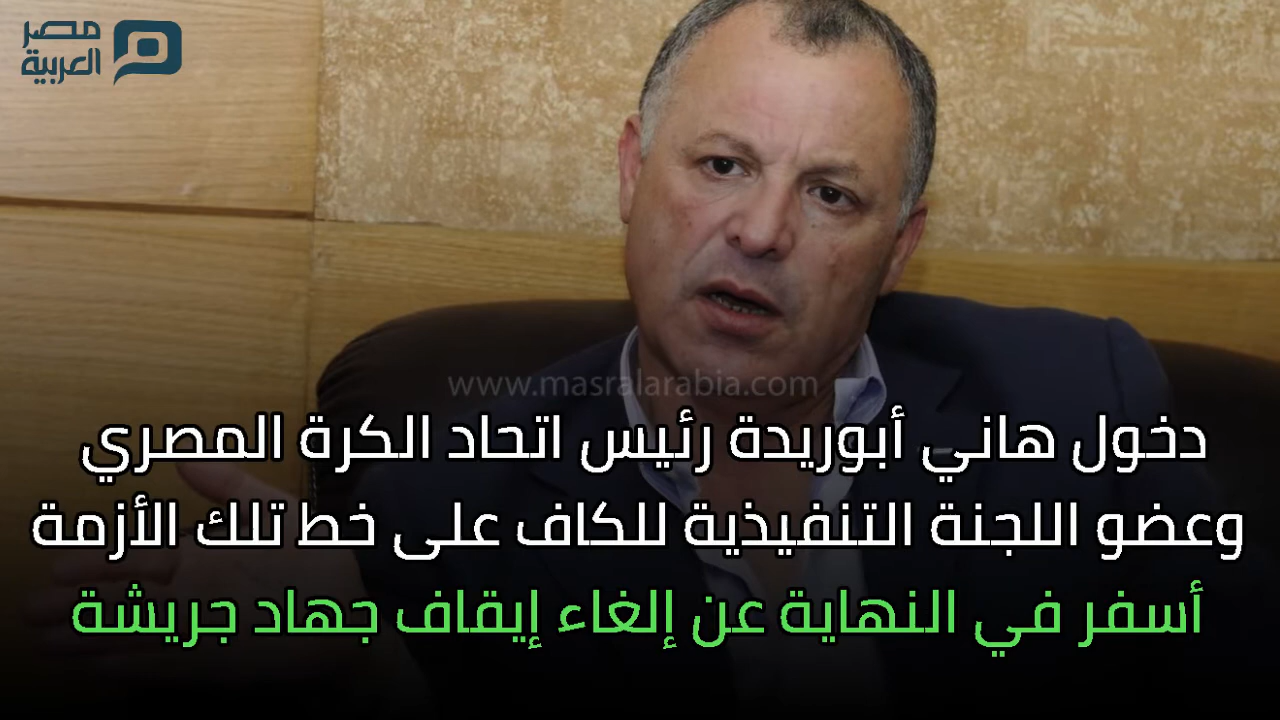 مصر
العربية
www.masralarabia.com
دخول هاني أبوريدة رئيس اتحاد الكرة المصري
وعضو اللجنة التنفيذية للكاف على خط تلك الأزمة
أسفر في النهاية عن إلغاء إيقاف جهاد جريشة